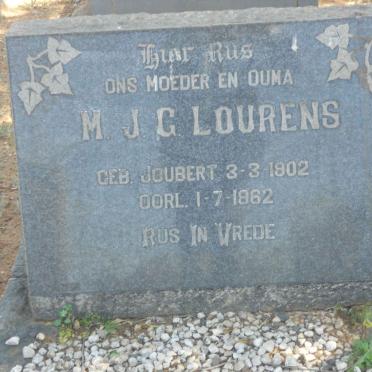 Hier Rus
ONS MOEDER EN OUMA
M. J. G. LOURENS
GEB. JOUBERT 3-3-1902
OORL. 1-7-1962
RUS IN VREDE